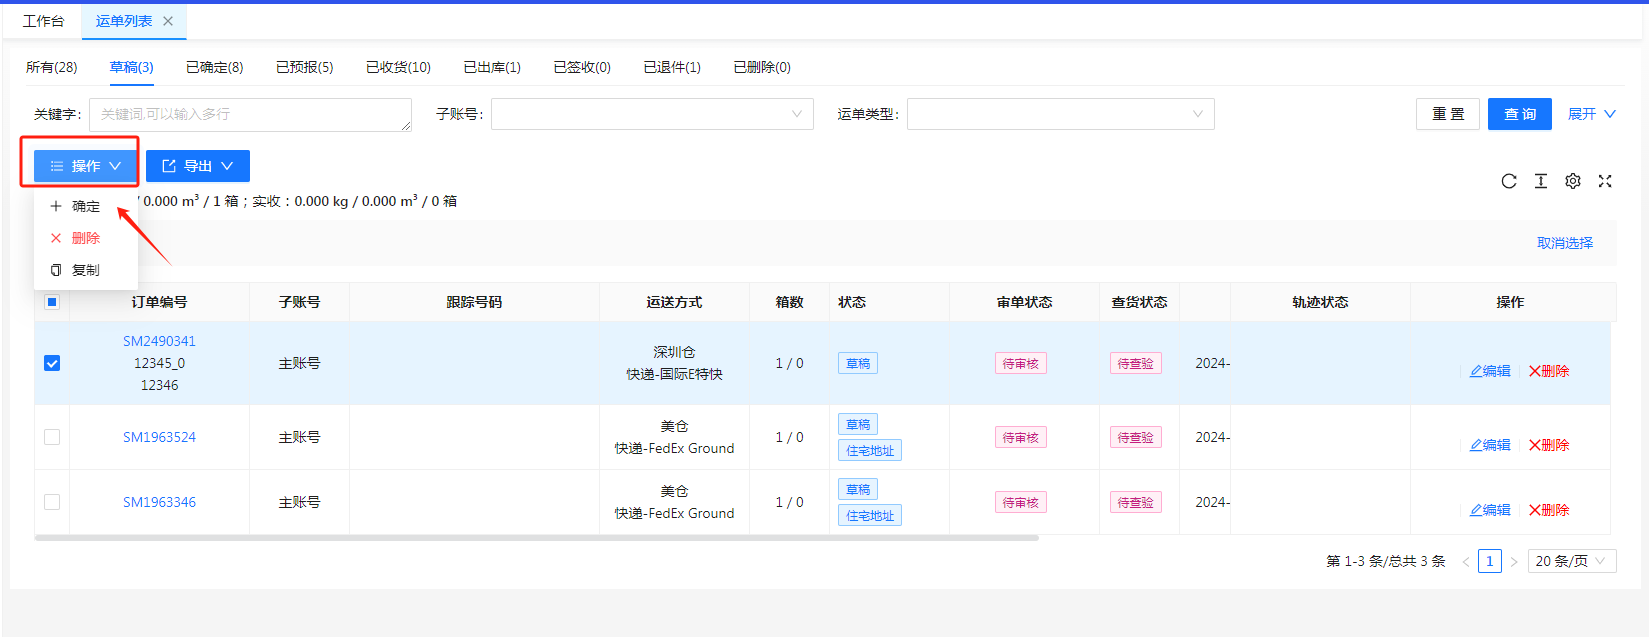 工作台 运单列表
所有(28) 草稿(3) 已确定(8) 已预报(5) 已收货(10) 已出库(1) 已签收(0) 已退件(1) 已删除(0)
关键字: 关键词,可以输入多行 子账号: 运单类型: 重 置 查 询 展开
操作 导出
/ 0.000 m³ / 1 箱 ; 实收 : 0.000 kg / 0.000 m³ / 0 箱
确定
删除
复制
取消选择
订单编号 子账号 跟踪号码 运送方式 箱数 状态 审单状态 查货状态 轨迹状态 操作
SM2490341
12345_0
12346
主账号
深圳仓
快递-国际E特快
1 / 0 草稿 待审核 待查验 2024- 编辑 删除
SM1963524 主账号
美仓
快递-FedEx Ground
1 / 0
草稿
住宅地址
待审核 待查验 2024- 编辑 删除
SM1963346 主账号
美仓
快递-FedEx Ground
1 / 0
草稿
住宅地址
待审核 待查验 2024- 编辑 删除
第 1-3 条/总共 3 条 < 1 > 20 条/页